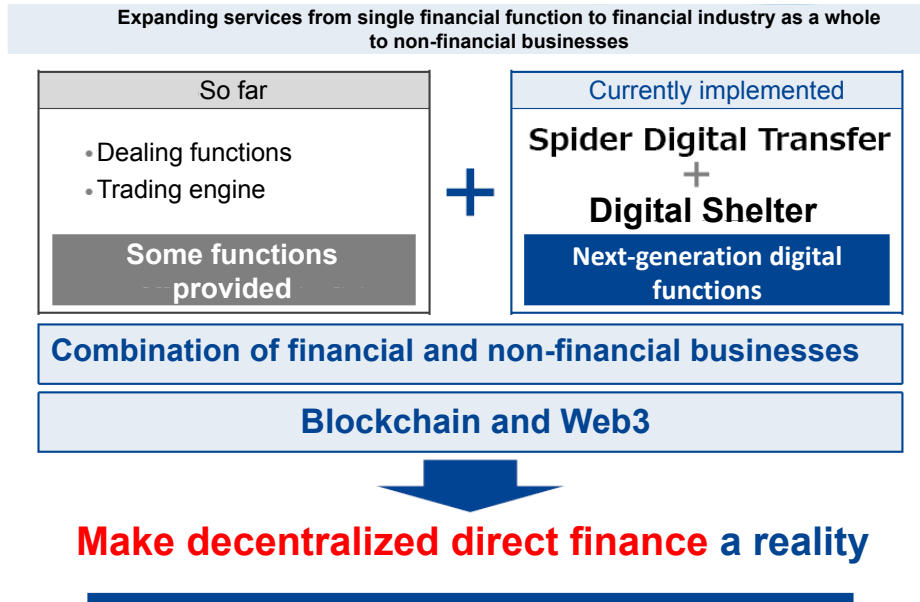 Expanding services from single financial function to financial industry as a whole
to non-financial businesses
So far
• Dealing functions
• Trading engine
Some functions
provided
+
Currently implemented
Spider Digital Transfer
+
Digital Shelter
Next-generation digital
functions
Combination of financial and non-financial businesses
Blockchain and Web3
Make decentralized direct finance a reality